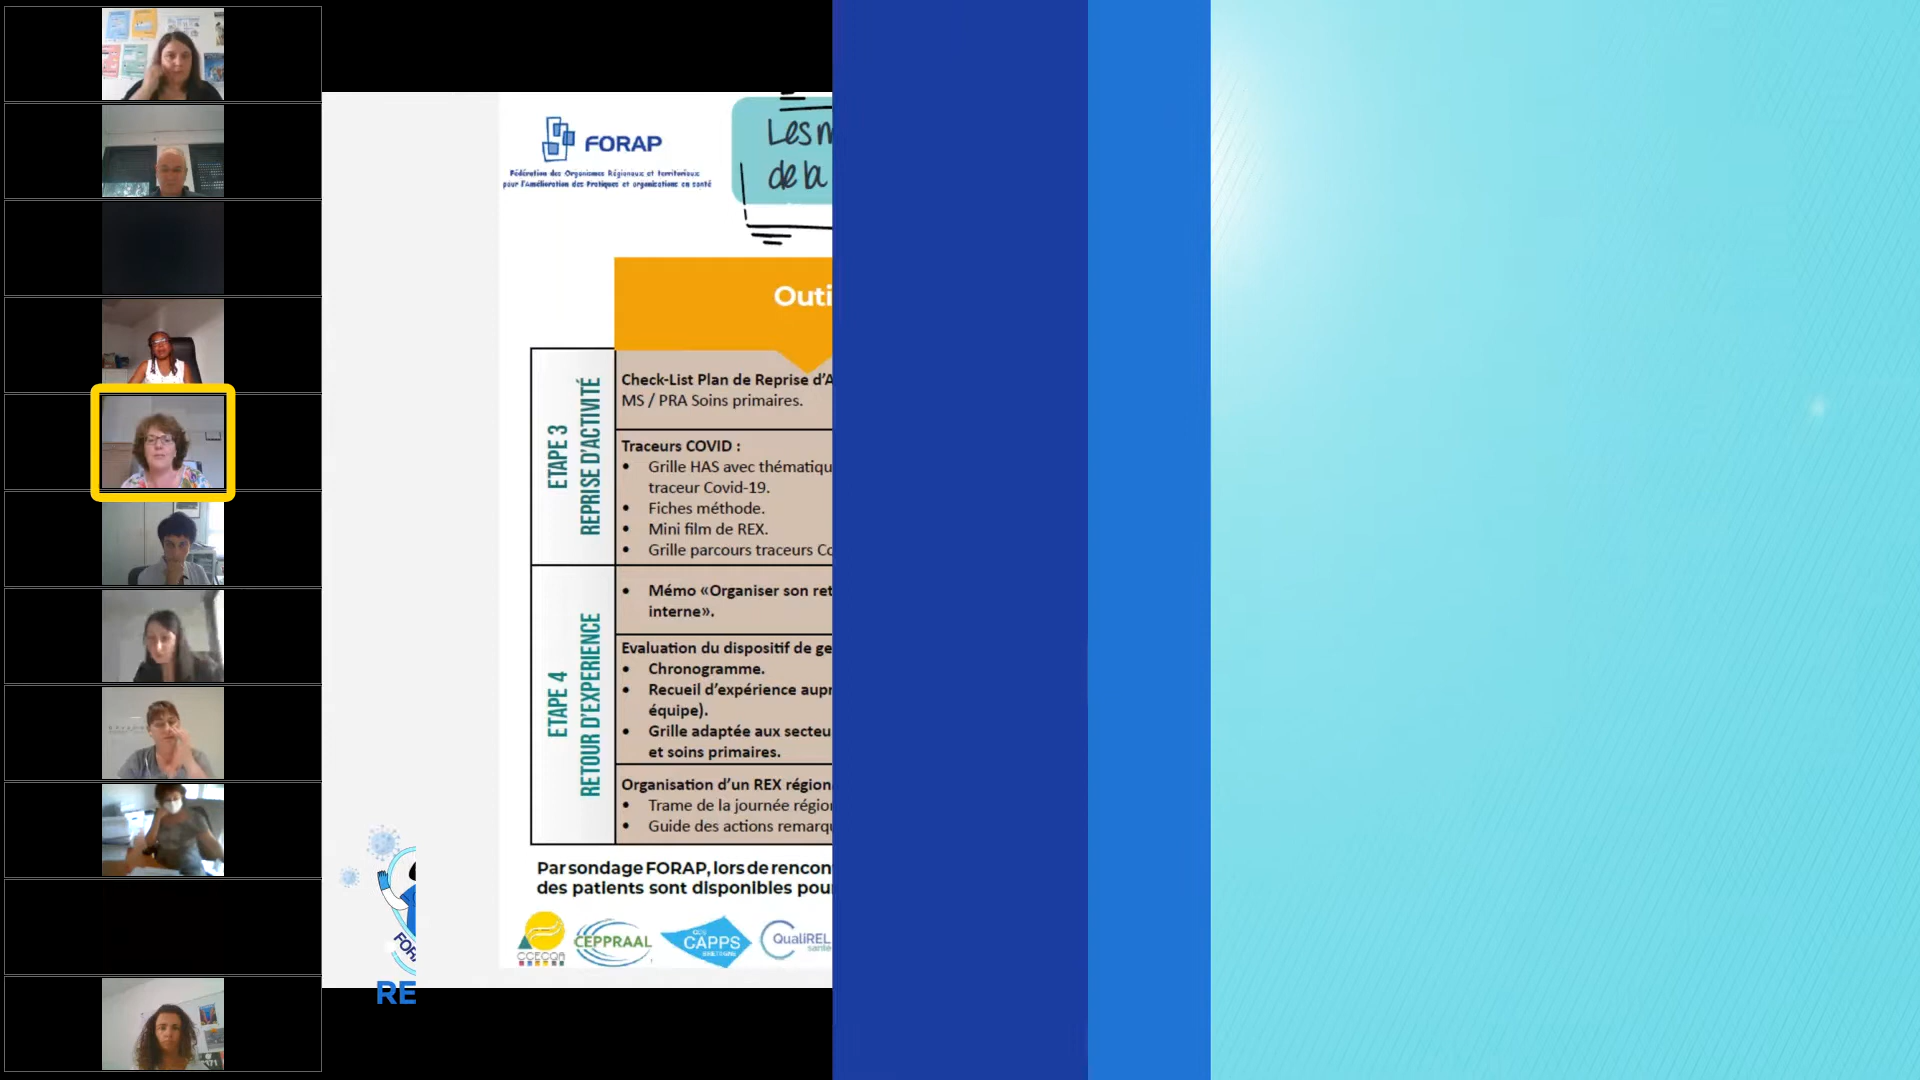 FORAP
Fédération des Organismes Régionaux et territoriaux
pour l'Amélioration des Pratiques et organisations en santé
Les m
de la
Outi
ETAPE 3
REPRISE D'ACTIVITÉ
Check-List Plan de Reprise d'A
MS / PRA Soins primaires.
Traceurs COVID :
• Grille HAS avec thématiqu
traceur Covid-19.
• Fiches méthode.
• Mini film de REX.
• Grille parcours traceurs Co
ETAPE 4
RETOUR D'EXPERIENCE
• Mémo «Organiser son ret
interne».
Evaluation du dispositif de ge
• Chronogramme.
• Recueil d'expérience aupr
équipe).
• Grille adaptée aux secteu
et soins primaires.
Organisation d'un REX région
• Trame de la journée région
• Guide des actions remarqu
Par sondage FORAP, lors de rencon
des patients sont disponibles pou
CCECQA
CEPPRAAL
CAPPS
BRETAGNE
QualiREL
santé
FORA
RE